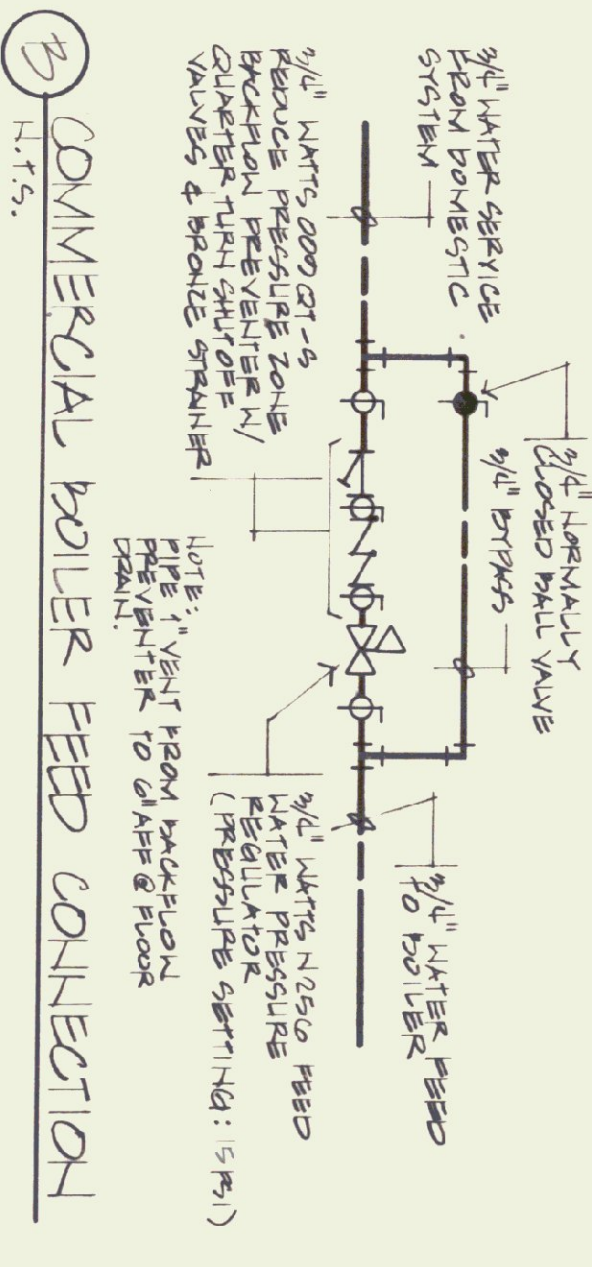 3/4" WATER SERVICE
FROM DOMESTIC
SYSTEM
3/4" NORMALLY
CLOSED BALL VALVE
3/4" BYPASS
3/4" WATER FEED
TO BOILER
3/4" WATTS 009 QT-S
REDUCE PRESSURE ZONE
BACKFLOW PREVENTER W/
QUARTER TURN SHUTOFF
VALVES & BRONZE STRAINER
3/4" WATTS N256 FEED
WATER PRESSURE
REGULATOR
(PRESSURE SETTING: 15 PSI)
NOTE:
PIPE 1" VENT FROM BACKFLOW
PREVENTER TO 6" AFF @ FLOOR
DRAIN.
B
COMMERCIAL BOILER FEED CONNECTION
N.T.S.